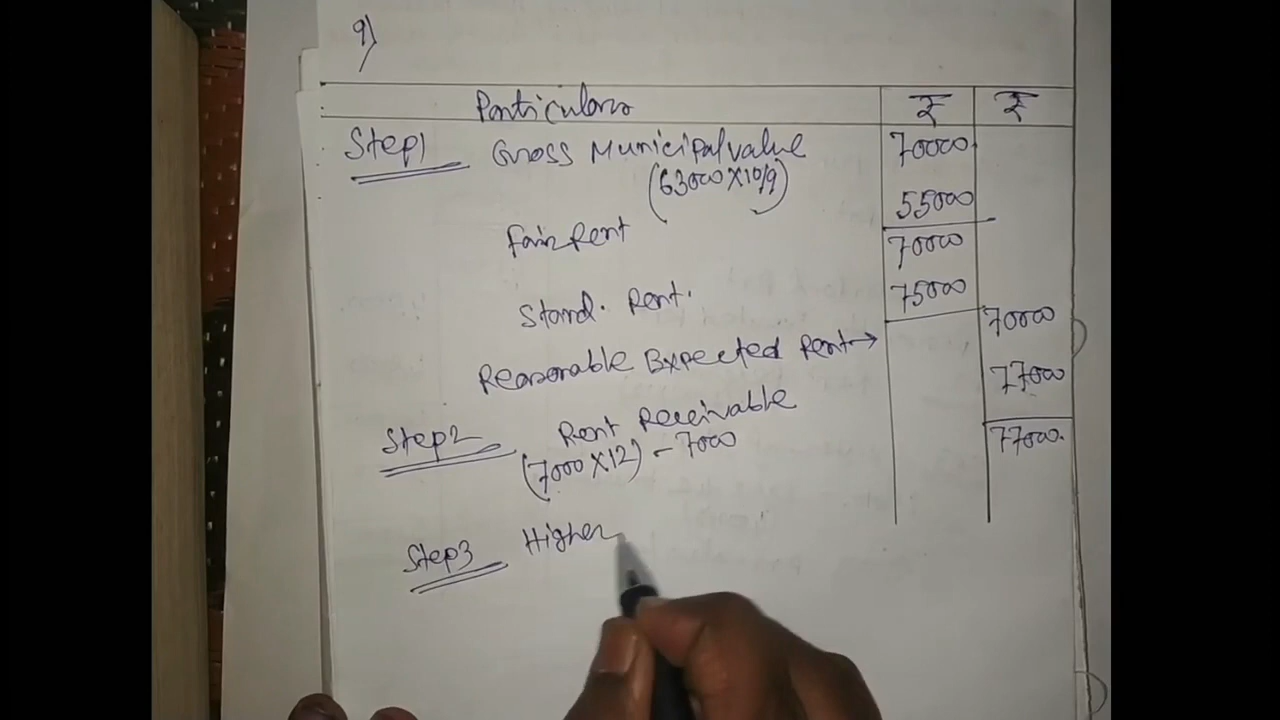 9)
Particulars ₹ ₹
Step1 Gross Municipal value 70000
(63000×10/9)
55000
Fair Rent 70000
Stand. Rent. 75000
70000
Reasonable Expected Rent→
77000
Step2 Rent Receivable
77000.
(7000×12) - 7000
Step3 Higher